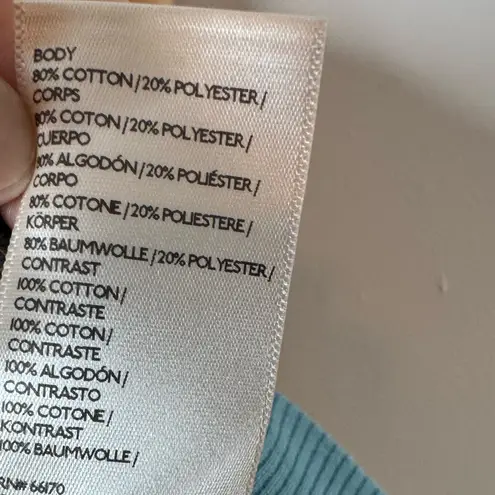 BODY
80% COTTON/20% POLYESTER/
CORPS
80% COTON/20% POLYESTER/
CUERPO
80% ALGODÓN/20% POLIÉSTER/
CORPO
80% COTONE/20% POLIESTERE/
KÖRPER
80% BAUMWOLLE/20% POLYESTER/
CONTRAST
100% COTTON/
CONTRASTE
100% COTON/
CONTRASTE
100% ALGODÓN/
CONTRASTO
100% COTONE/
KONTRAST
100% BAUMWOLLE/
RN# 66170